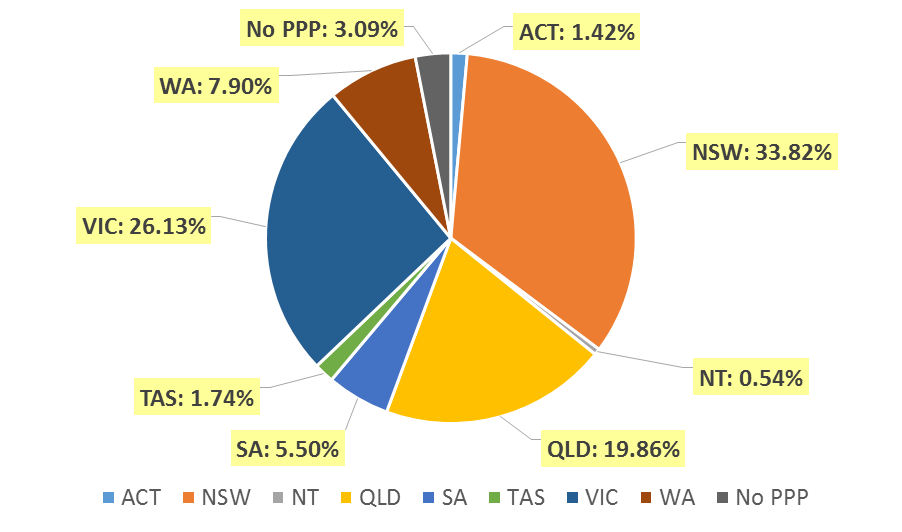 No PPP: 3.09%
ACT: 1.42%
WA: 7.90%
NSW: 33.82%
VIC: 26.13%
NT: 0.54%
TAS: 1.74%
SA: 5.50%
QLD: 19.86%
ACT NSW NT QLD SA TAS VIC WA No PPP